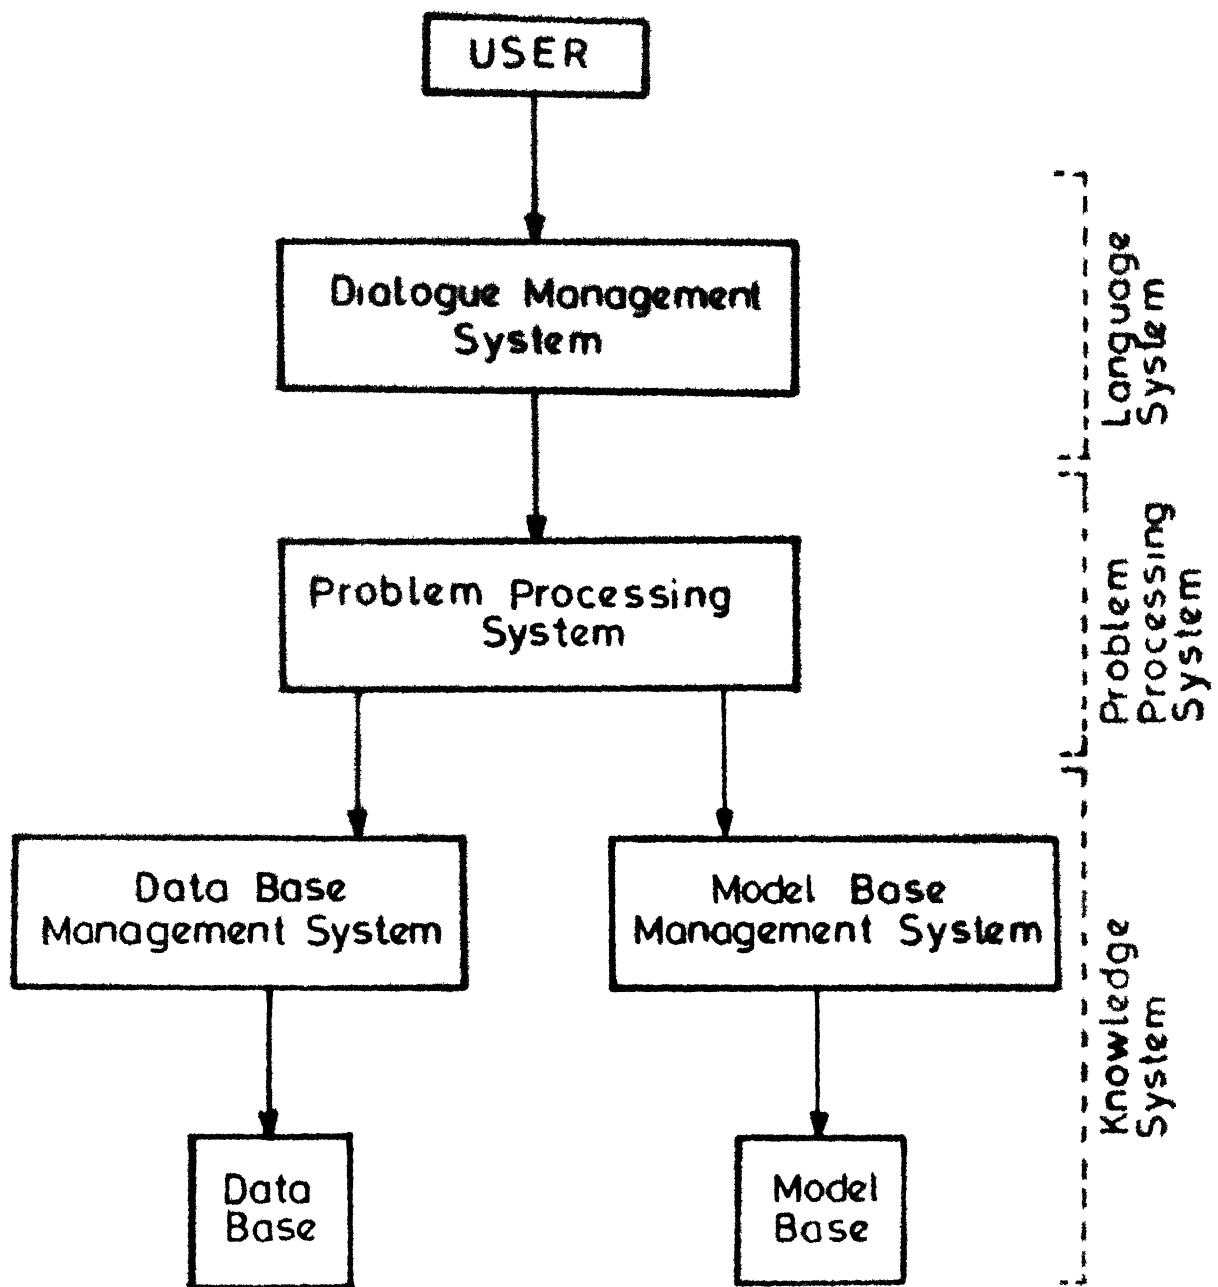 USER
Dialogue Management
System
Problem Processing
System
Data Base
Management System
Model Base
Management System
Data
Base
Model
Base
Language
System
Problem
Processing
System
Knowledge
System